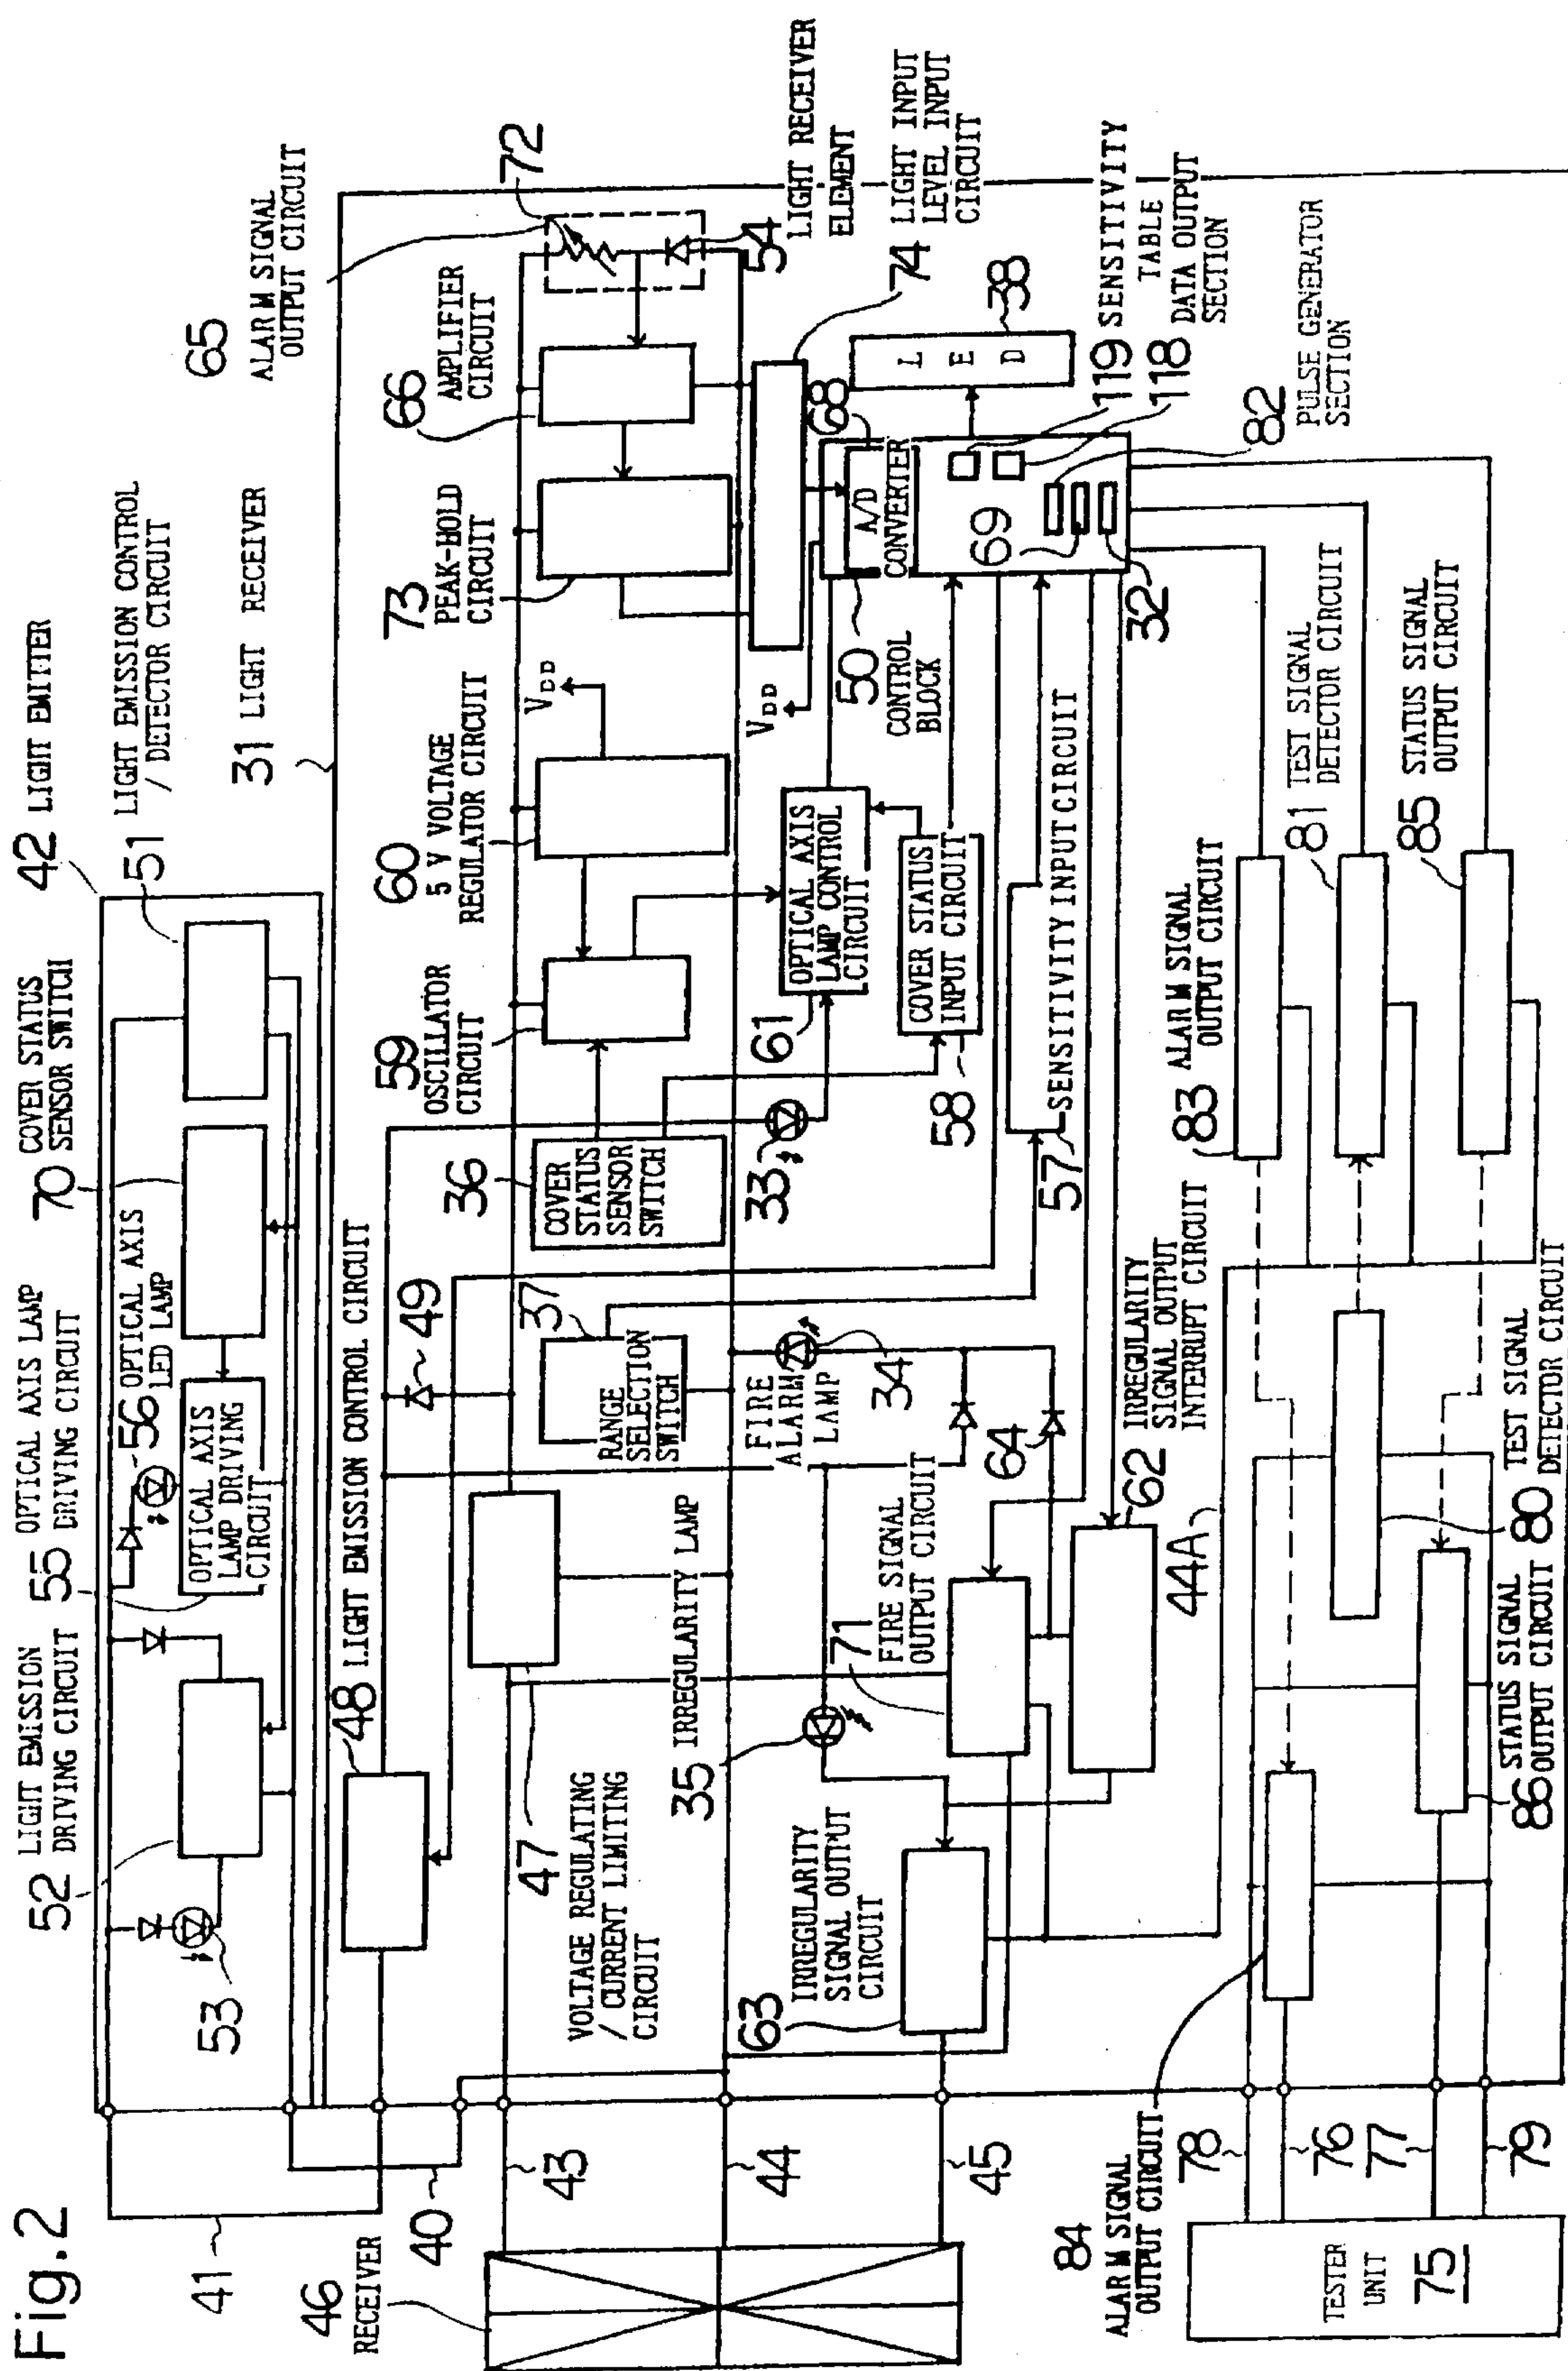 Fig.2
42 LIGHT EMITTER
51 LIGHT EMISSION CONTROL
/ DETECTOR CIRCUIT
70 COVER STATUS
SENSOR SWITCH
55 OPTICAL AXIS LAMP
DRIVING CIRCUIT
56 OPTICAL AXIS
LED LAMP
OPTICAL AXIS
LAMP DRIVING
CIRCUIT
52 LIGHT EMISSION
DRIVING CIRCUIT
53
41
31 LIGHT RECEIVER
48 LIGHT EMISSION CONTROL CIRCUIT
49
65
ALARM SIGNAL
OUTPUT CIRCUIT
72
66 AMPLIFIER
CIRCUIT
73 PEAK-HOLD
CIRCUIT
60
5 V VOLTAGE
REGULATOR CIRCUIT
VDD
59
OSCILLATOR
CIRCUIT
36
COVER
STATUS
SENSOR
SWITCH
37
RANGE
SELECTION
SWITCH
47
VOLTAGE REGULATING
/ CURRENT LIMITING
CIRCUIT
46
RECEIVER
40
43
44
45
54
LIGHT RECEIVER
ELEMENT
74 LIGHT INPUT
LEVEL INPUT
CIRCUIT
68
L E D
38
A/D
CONVERTER
VDD
50
CONTROL
BLOCK
69
32
119 SENSITIVITY
TABLE
118 DATA OUTPUT
SECTION
82 PULSE GENERATOR
SECTION
61
OPTICAL AXIS
LAMP CONTROL
CIRCUIT
33
COVER STATUS
INPUT CIRCUIT
58
57 SENSITIVITY INPUT CIRCUIT
FIRE
ALARM
LAMP
34
64
35 IRREGULARITY LAMP
71
FIRE SIGNAL
OUTPUT CIRCUIT
62 IRREGULARITY
SIGNAL OUTPUT
INTERRUPT CIRCUIT
63
IRREGULARITY
SIGNAL OUTPUT
CIRCUIT
44A
83 ALARM SIGNAL
OUTPUT CIRCUIT
81 TEST SIGNAL
DETECTOR CIRCUIT
85 STATUS SIGNAL
OUTPUT CIRCUIT
80 TEST SIGNAL
DETECTOR CIRCUIT
86 STATUS SIGNAL
OUTPUT CIRCUIT
84
ALARM SIGNAL
OUTPUT CIRCUIT
78
76
77
79
TESTER
UNIT
75